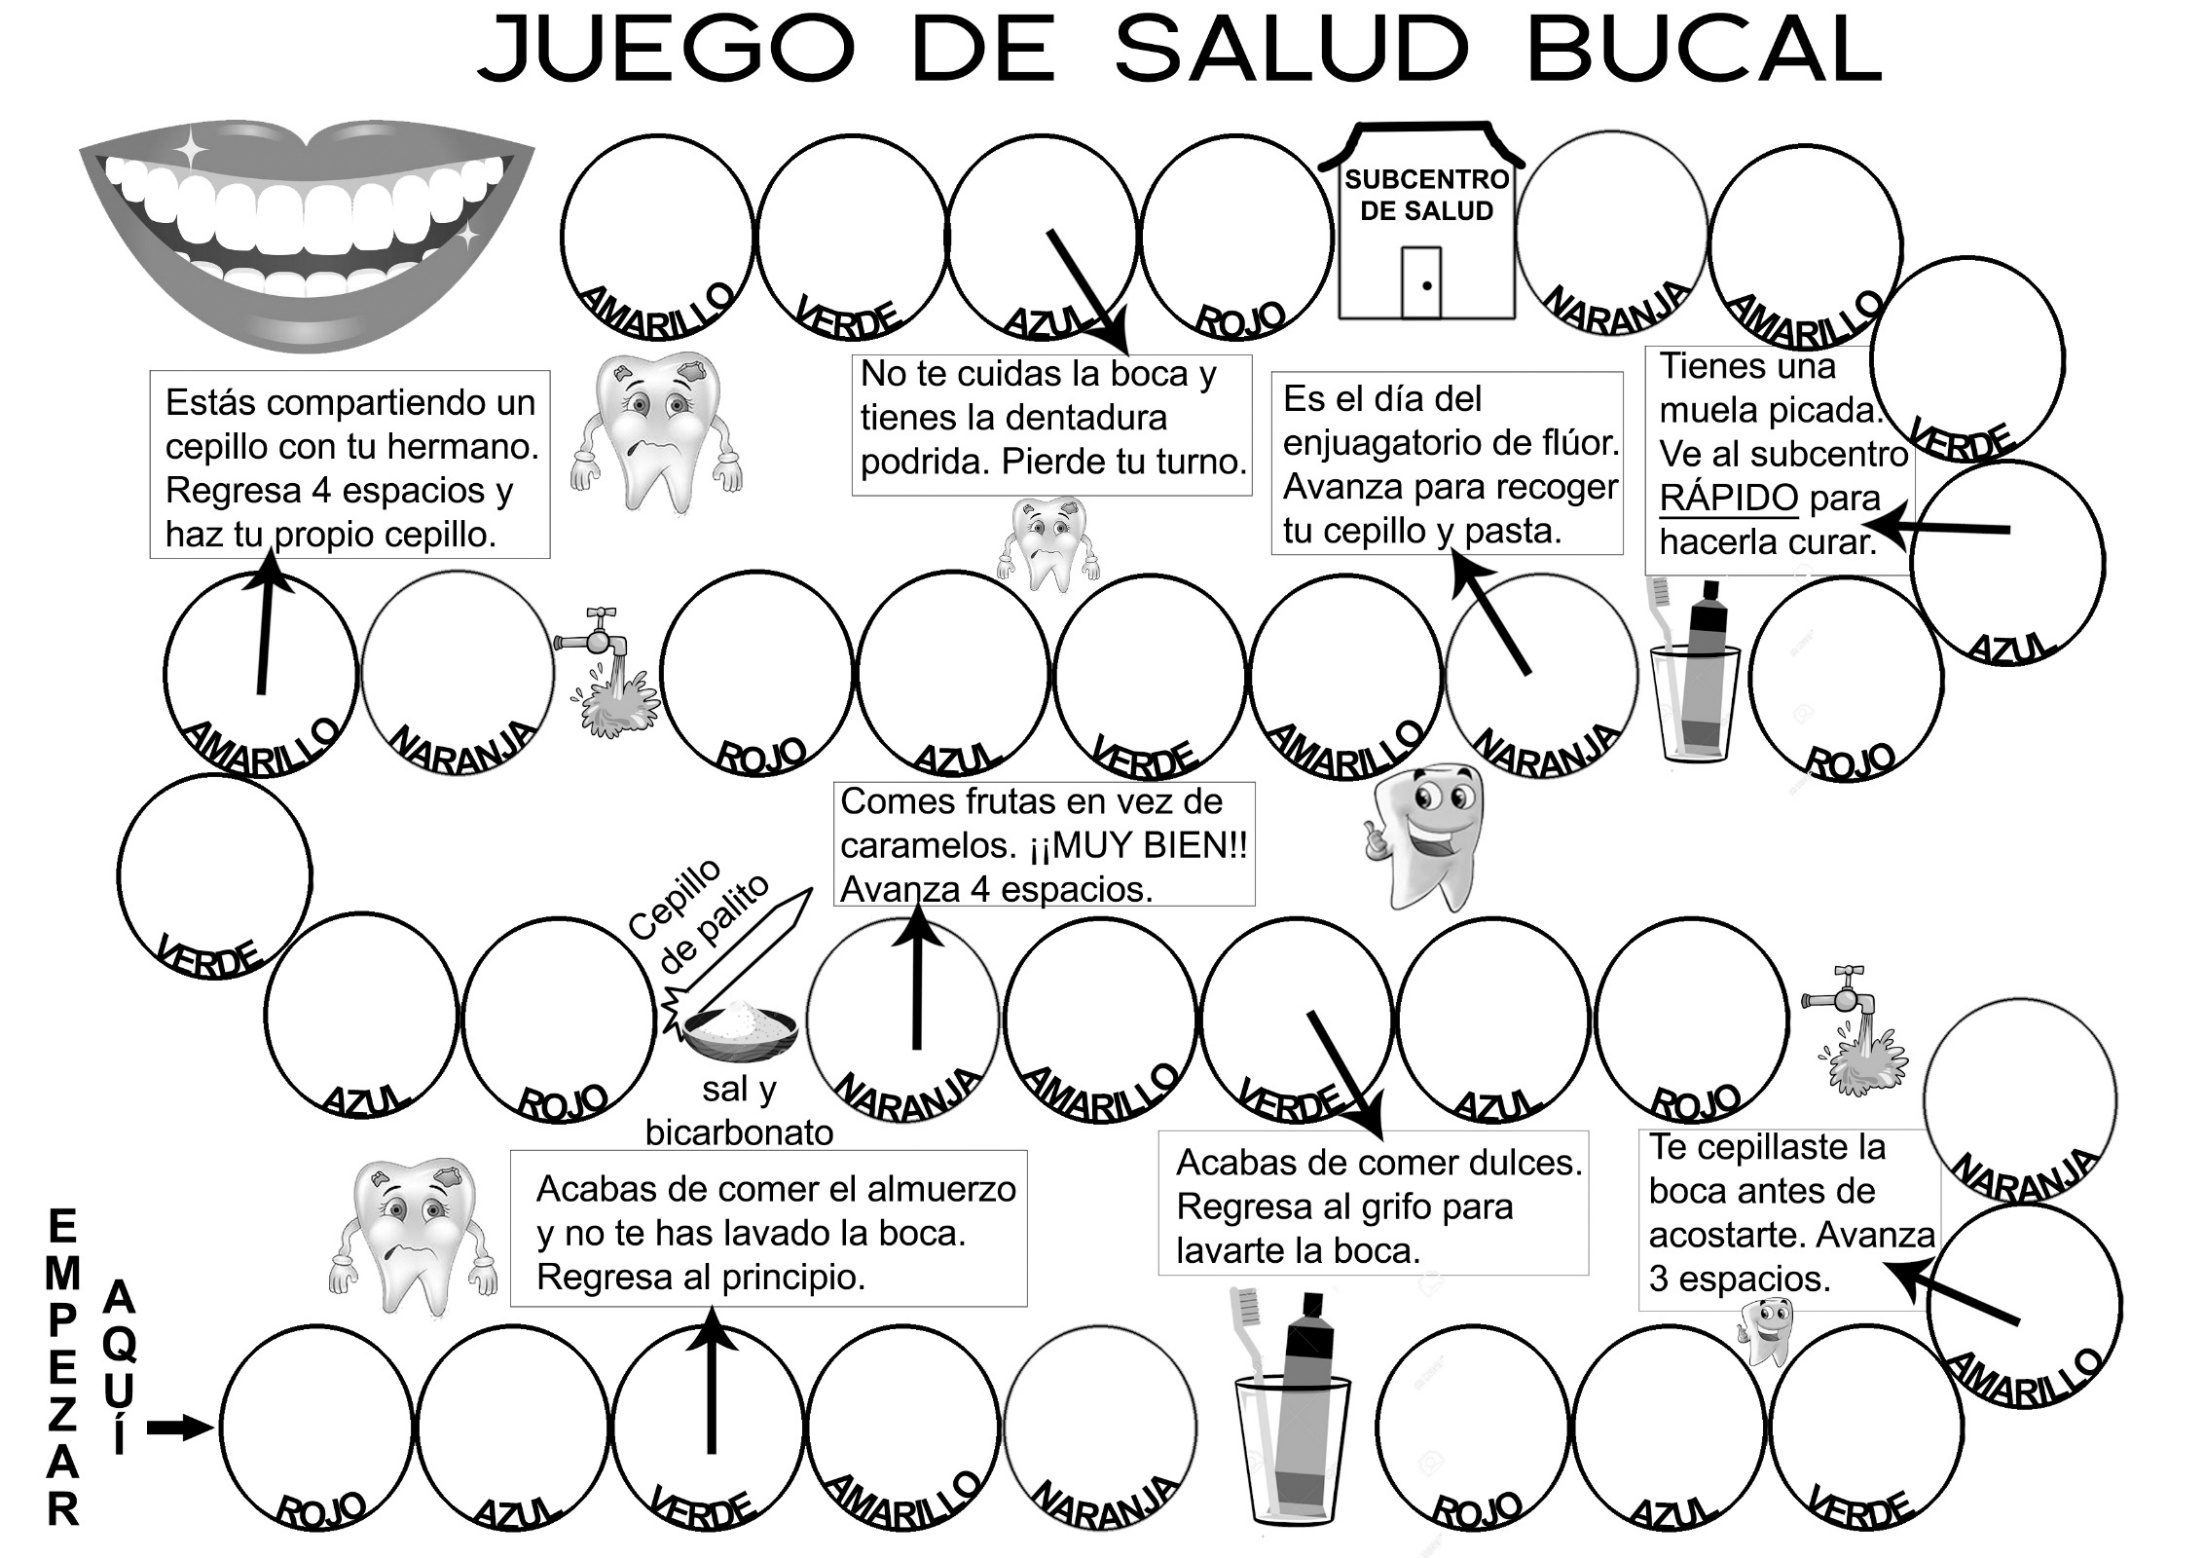 JUEGO DE SALUD BUCAL
AMARILLO
VERDE
AZUL
ROJO
SUBCENTRO
DE SALUD
NARANJA
AMARILLO
VERDE
Estás compartiendo un
cepillo con tu hermano.
Regresa 4 espacios y
haz tu propio cepillo.
No te cuidas la boca y
tienes la dentadura
podrida. Pierde tu turno.
Es el día del
enjuagatorio de flúor.
Avanza para recoger
tu cepillo y pasta.
Tienes una
muela picada.
Ve al subcentro
RÁPIDO para
hacerla curar.
AZUL
AMARILLO
NARANJA
ROJO
AZUL
VERDE
AMARILLO
NARANJA
ROJO
VERDE
Comes frutas en vez de
caramelos. ¡¡MUY BIEN!!
Avanza 4 espacios.
AZUL
ROJO
Cepillo
de palito
sal y
bicarbonato
NARANJA
AMARILLO
VERDE
AZUL
ROJO
NARANJA
Acabas de comer el almuerzo
y no te has lavado la boca.
Regresa al principio.
Acabas de comer dulces.
Regresa al grifo para
lavarte la boca.
Te cepillaste la
boca antes de
acostarte. Avanza
3 espacios.
AMARILLO
EMPEZAR
AQUÍ
ROJO
AZUL
VERDE
AMARILLO
NARANJA
ROJO
AZUL
VERDE